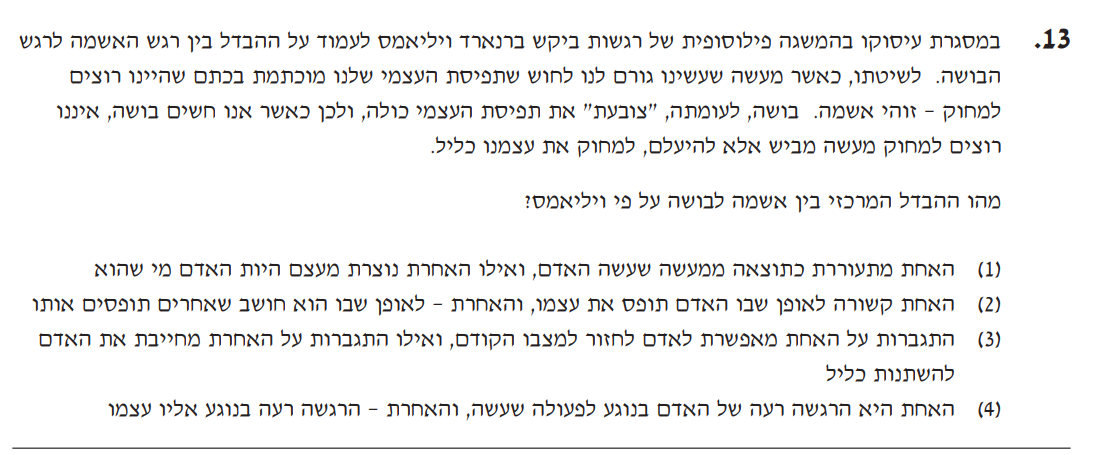 13. במסגרת עיסוקו בהמשגה פילוסופית של רגשות ביקש ברנארד ויליאמס לעמוד על ההבדל בין רגש האשמה לרגש
הבושה. לשיטתו, כאשר מעשה שעשינו גורם לנו לחוש שתפיסת העצמי שלנו מוכתמת בכתם שהיינו רוצים
למחוק – זוהי אשמה. בושה, לעומתה, "צובעת" את תפיסת העצמי כולה, ולכן כאשר אנו חשים בושה, איננו
רוצים למחוק מעשה מביש אלא להיעלם, למחוק את עצמנו כליל.
מהו ההבדל המרכזי בין אשמה לבושה על פי ויליאמס?
(1) האחת מתעוררת כתוצאה ממעשה שעשה האדם, ואילו האחרת נוצרת מעצם היות האדם מי שהוא
(2) האחת קשורה לאופן שבו האדם תופס את עצמו, והאחרת – לאופן שבו הוא חושב שאחרים תופסים אותו
(3) התגברות על האחת מאפשרת לאדם לחזור למצבו הקודם, ואילו התגברות על האחרת מחייבת את האדם
להשתנות כליל
(4) האחת היא הרגשה רעה של האדם בנוגע לפעולה שעשה, והאחרת – הרגשה רעה בנוגע אליו עצמו